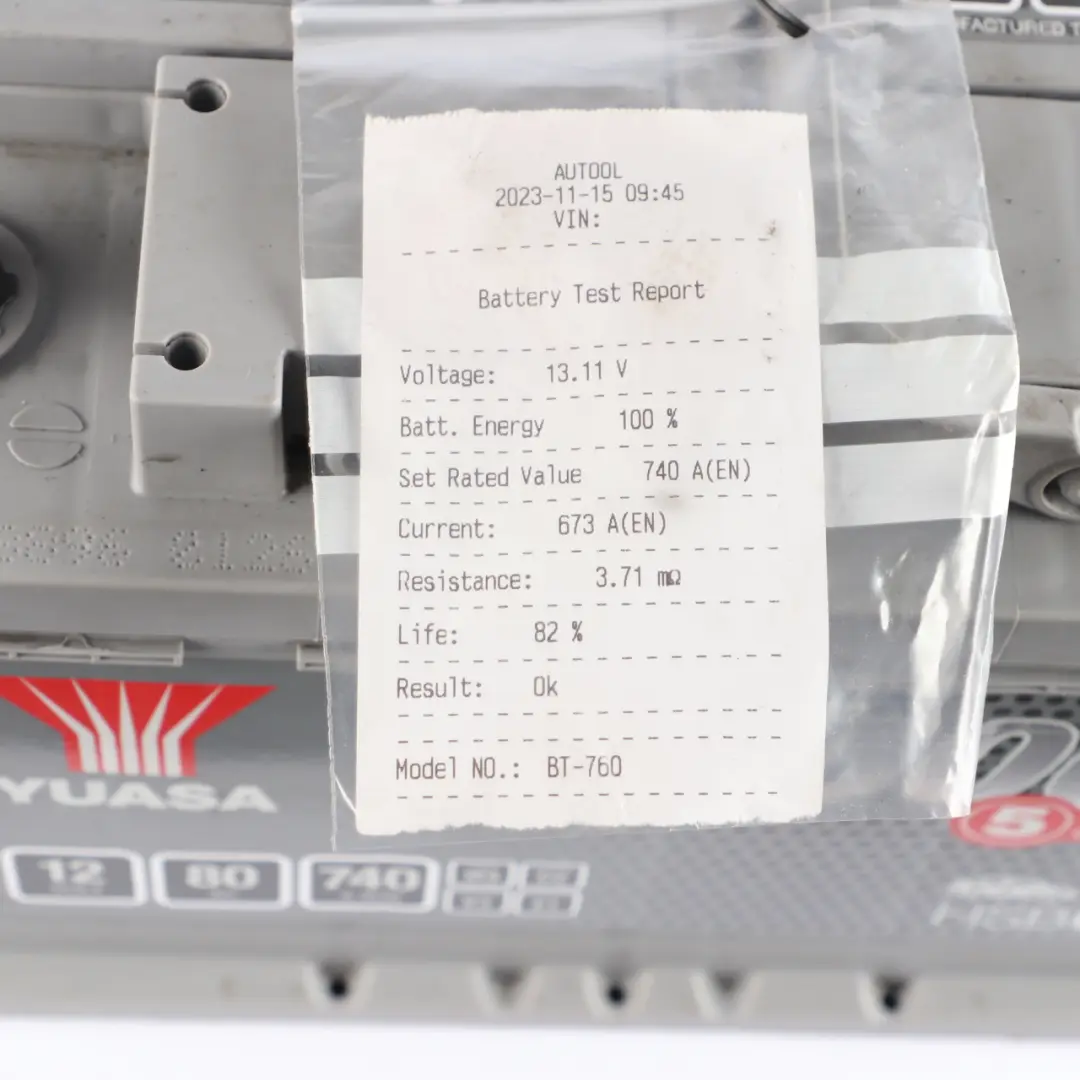 FACTURED
AUTOOL
2023-11-15 09:45
VIN:
Battery Test Report
Voltage: 13.11 V
Batt. Energy 100 %
Set Rated Value 740 A(EN)
Current: 673 A(EN)
Resistance: 3.71 mΩ
Life: 82 %
Result: Ok
Model NO.: BT-760
YUASA
12 80 740
5